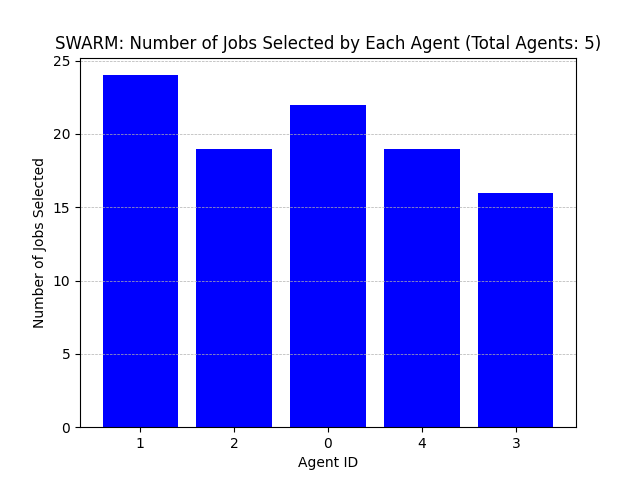 SWARM: Number of Jobs Selected by Each Agent (Total Agents: 5)
25
20
15
10
5
0
Number of Jobs Selected
1 2 0 4 3
Agent ID